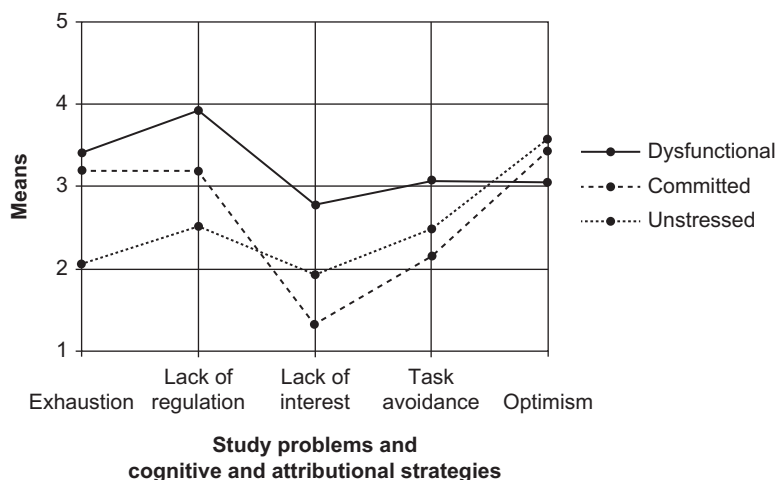 5
4
3
2
1
Means
Exhaustion
Lack of
regulation
Lack of
interest
Task
avoidance
Optimism
Study problems and
cognitive and attributional strategies
Dysfunctional
Committed
Unstressed